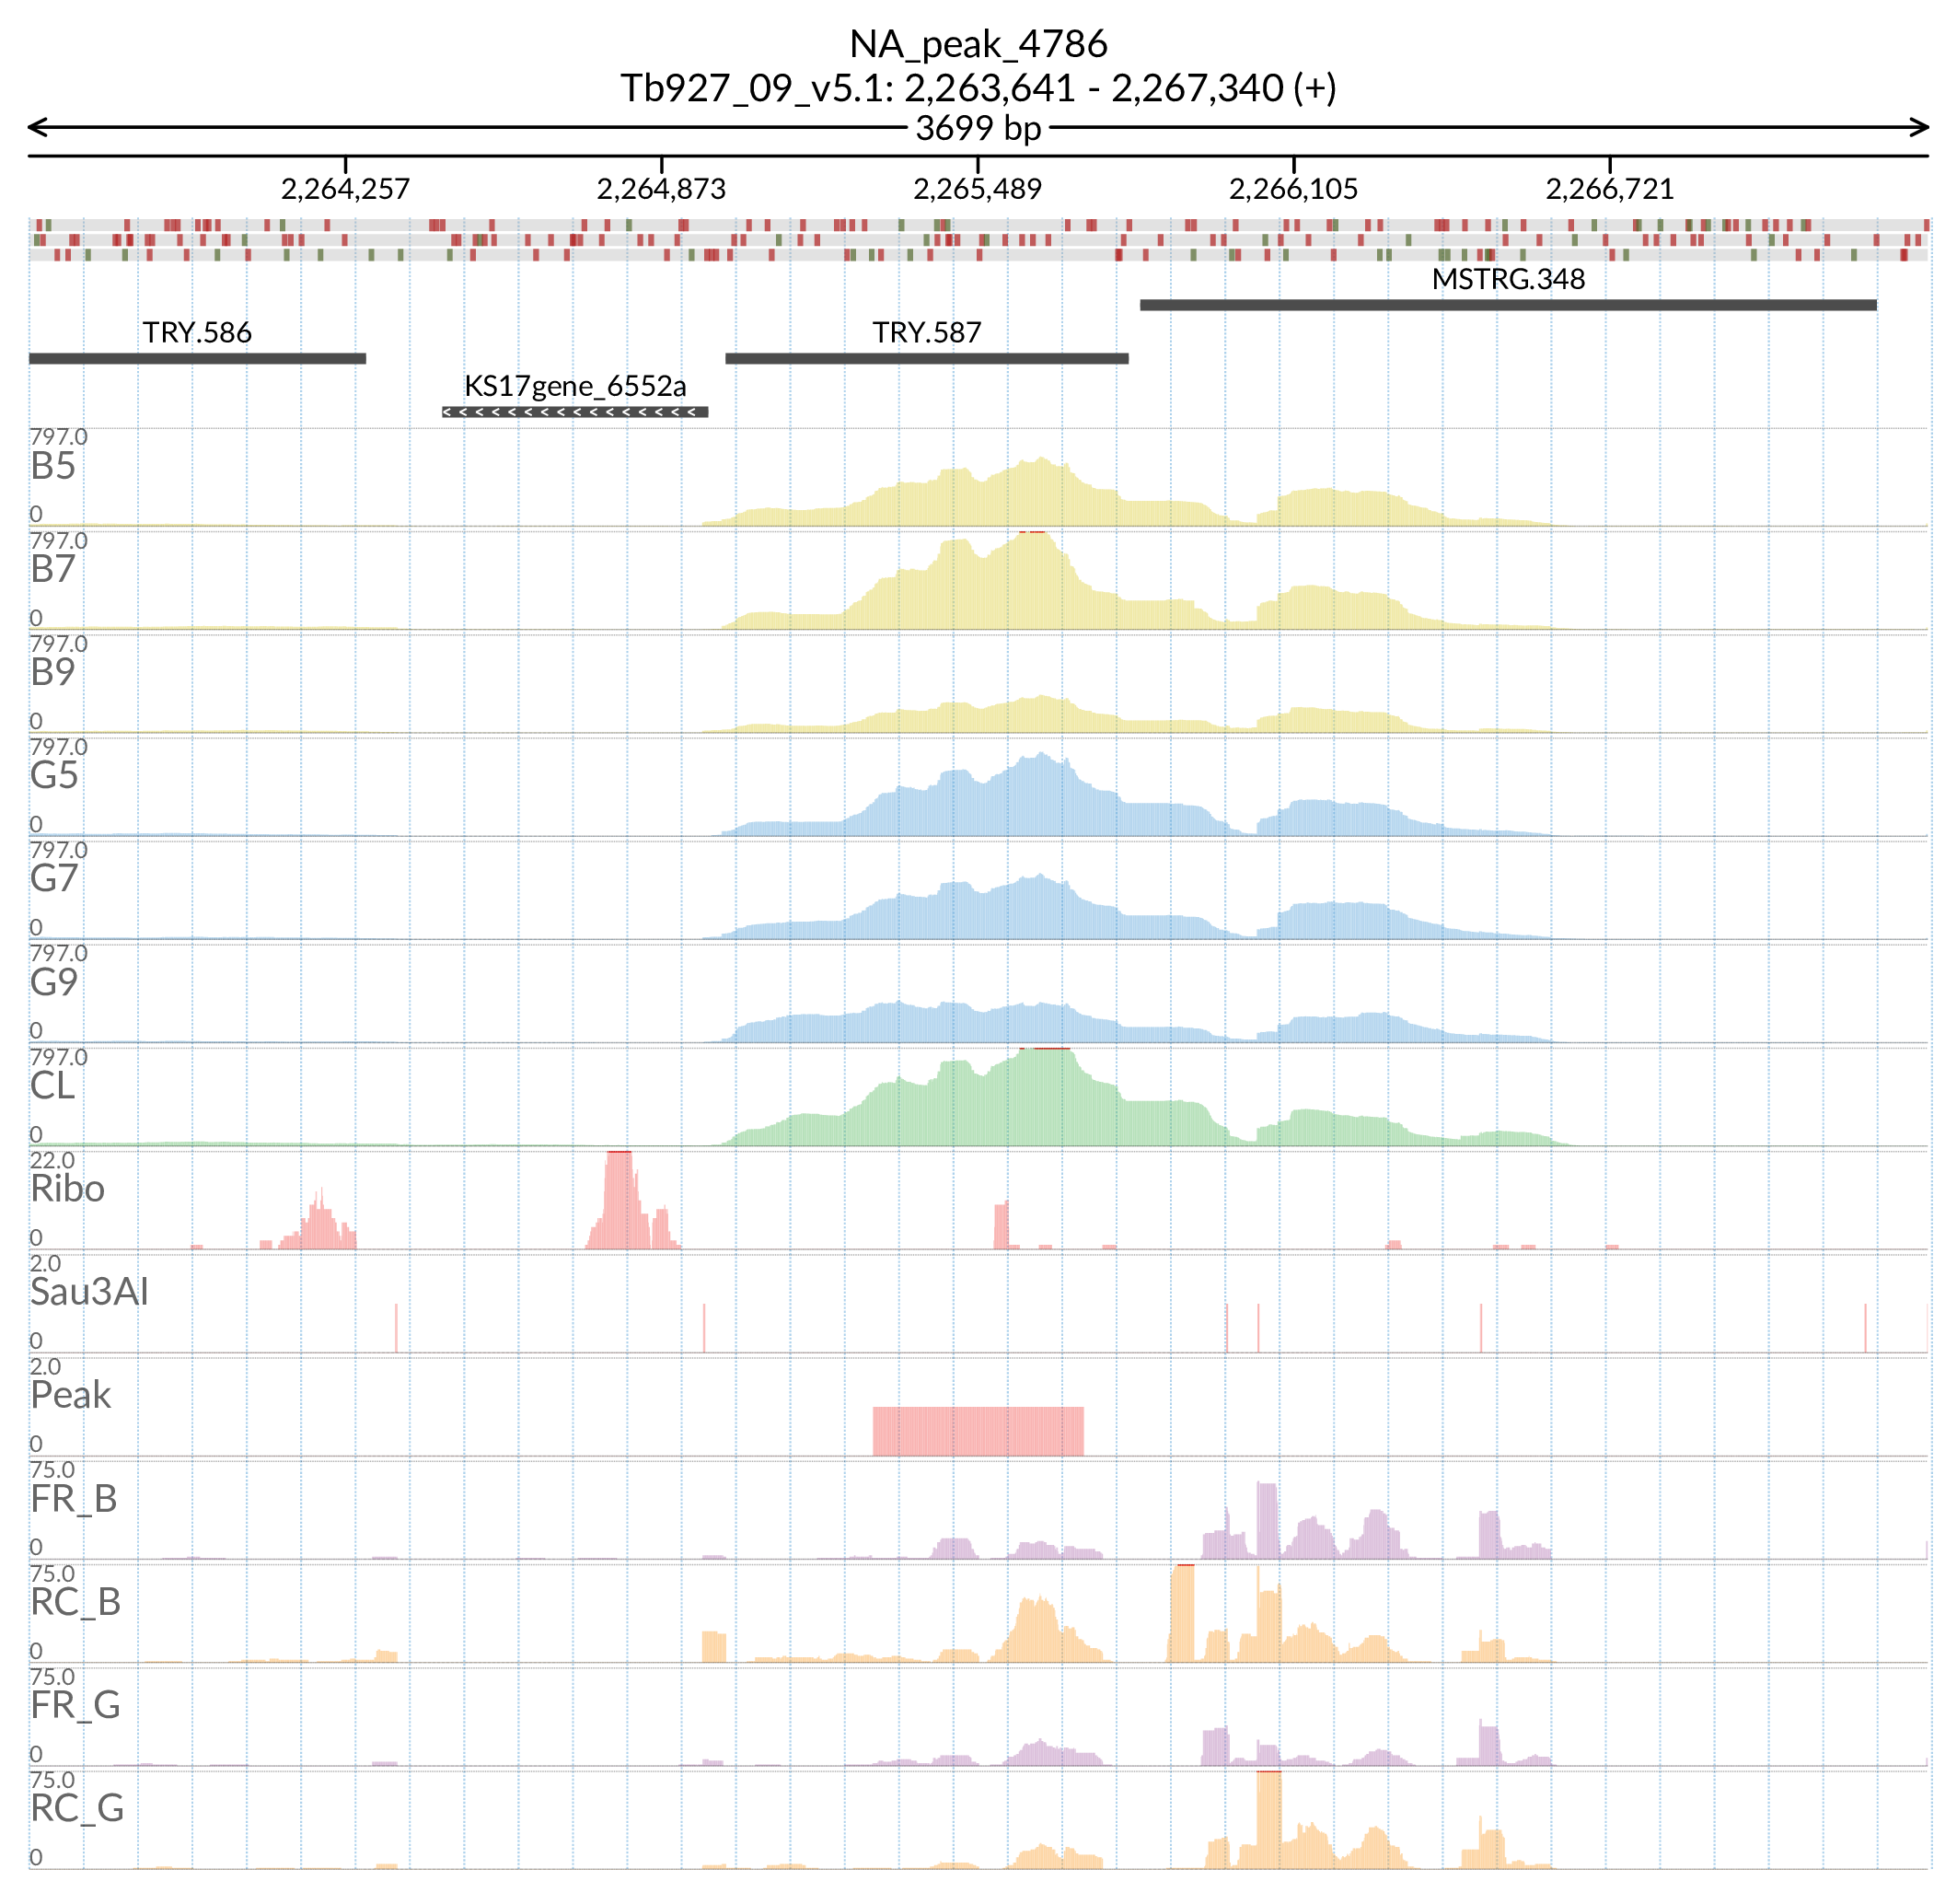 NA_peak_4786
Tb927_09_v5.1: 2,263,641 - 2,267,340 (+)
3699 bp
2,264,257 2,264,873 2,265,489 2,266,105 2,266,721
MSTRG.348
TRY.586 TRY.587
KS17gene_6552a
797.0
B5
0
797.0
B7
0
797.0
B9
0
797.0
G5
0
797.0
G7
0
797.0
G9
0
797.0
CL
0
22.0
Ribo
0
2.0
Sau3AI
0
2.0
Peak
0
75.0
FR_B
0
75.0
RC_B
0
75.0
FR_G
0
75.0
RC_G
0